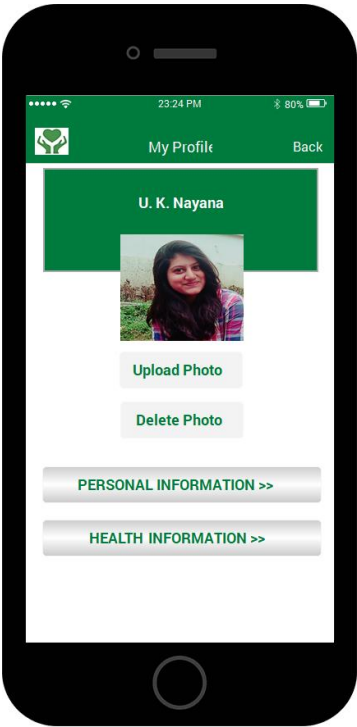 23:24 PM
80%
My Profile
Back
U. K. Nayana
Upload Photo
Delete Photo
PERSONAL INFORMATION >>
HEALTH INFORMATION >>